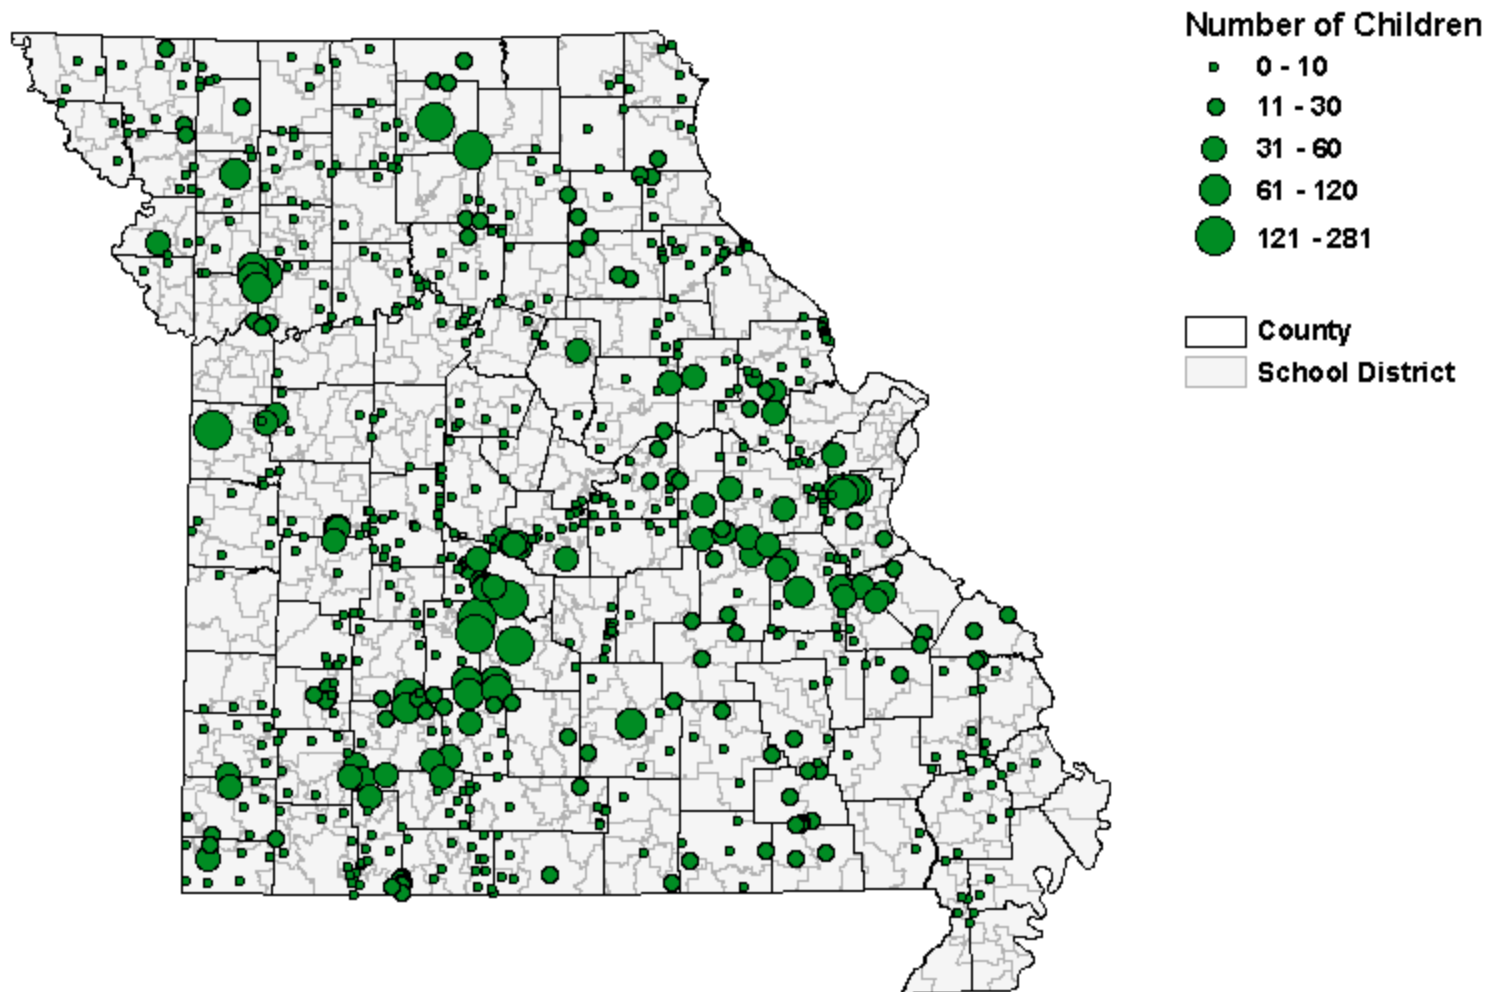 Number of Children
0 - 10
11 - 30
31 - 60
61 - 120
121 - 281
County
School District